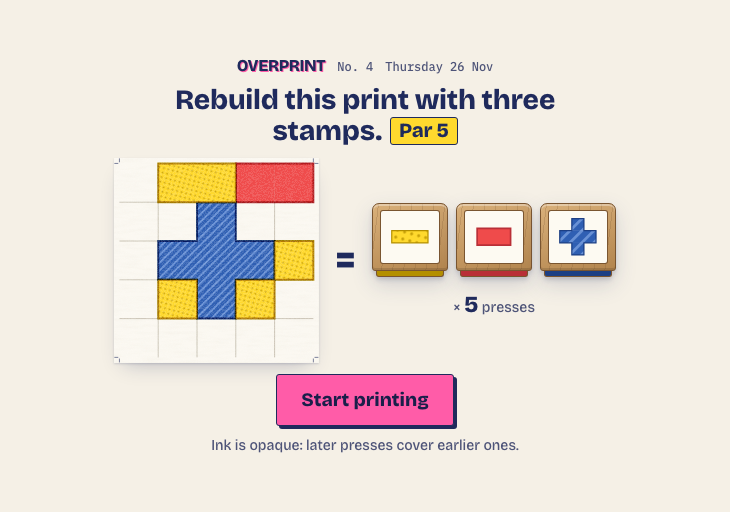 OVERPRINT No. 4 Thursday 26 Nov
Rebuild this print with three
stamps. Par 5
=
× 5 presses
Start printing
Ink is opaque: later presses cover earlier ones.